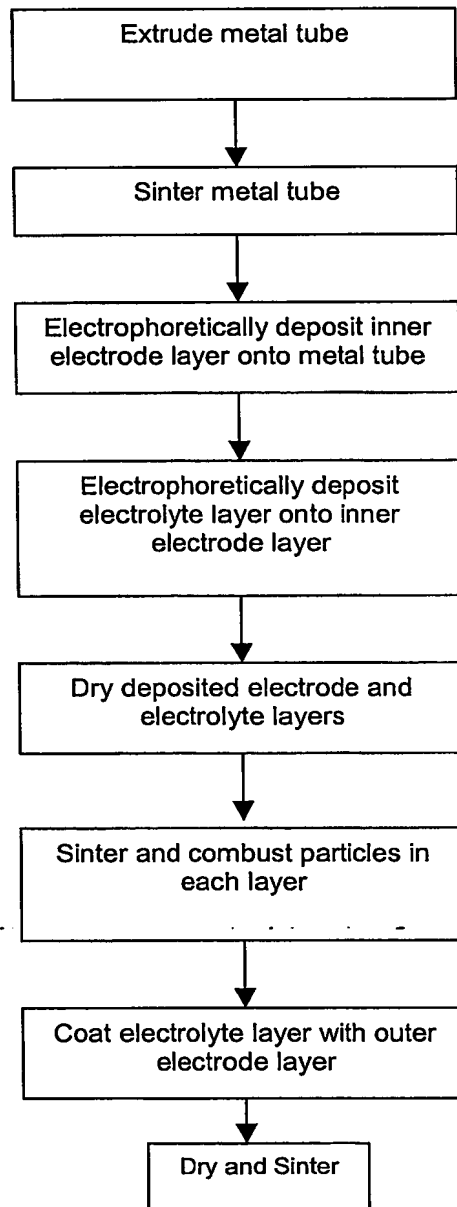 Extrude metal tube
Sinter metal tube
Electrophoretically deposit inner
electrode layer onto metal tube
Electrophoretically deposit
electrolyte layer onto inner
electrode layer
Dry deposited electrode and
electrolyte layers
Sinter and combust particles in
each layer
Coat electrolyte layer with outer
electrode layer
Dry and Sinter